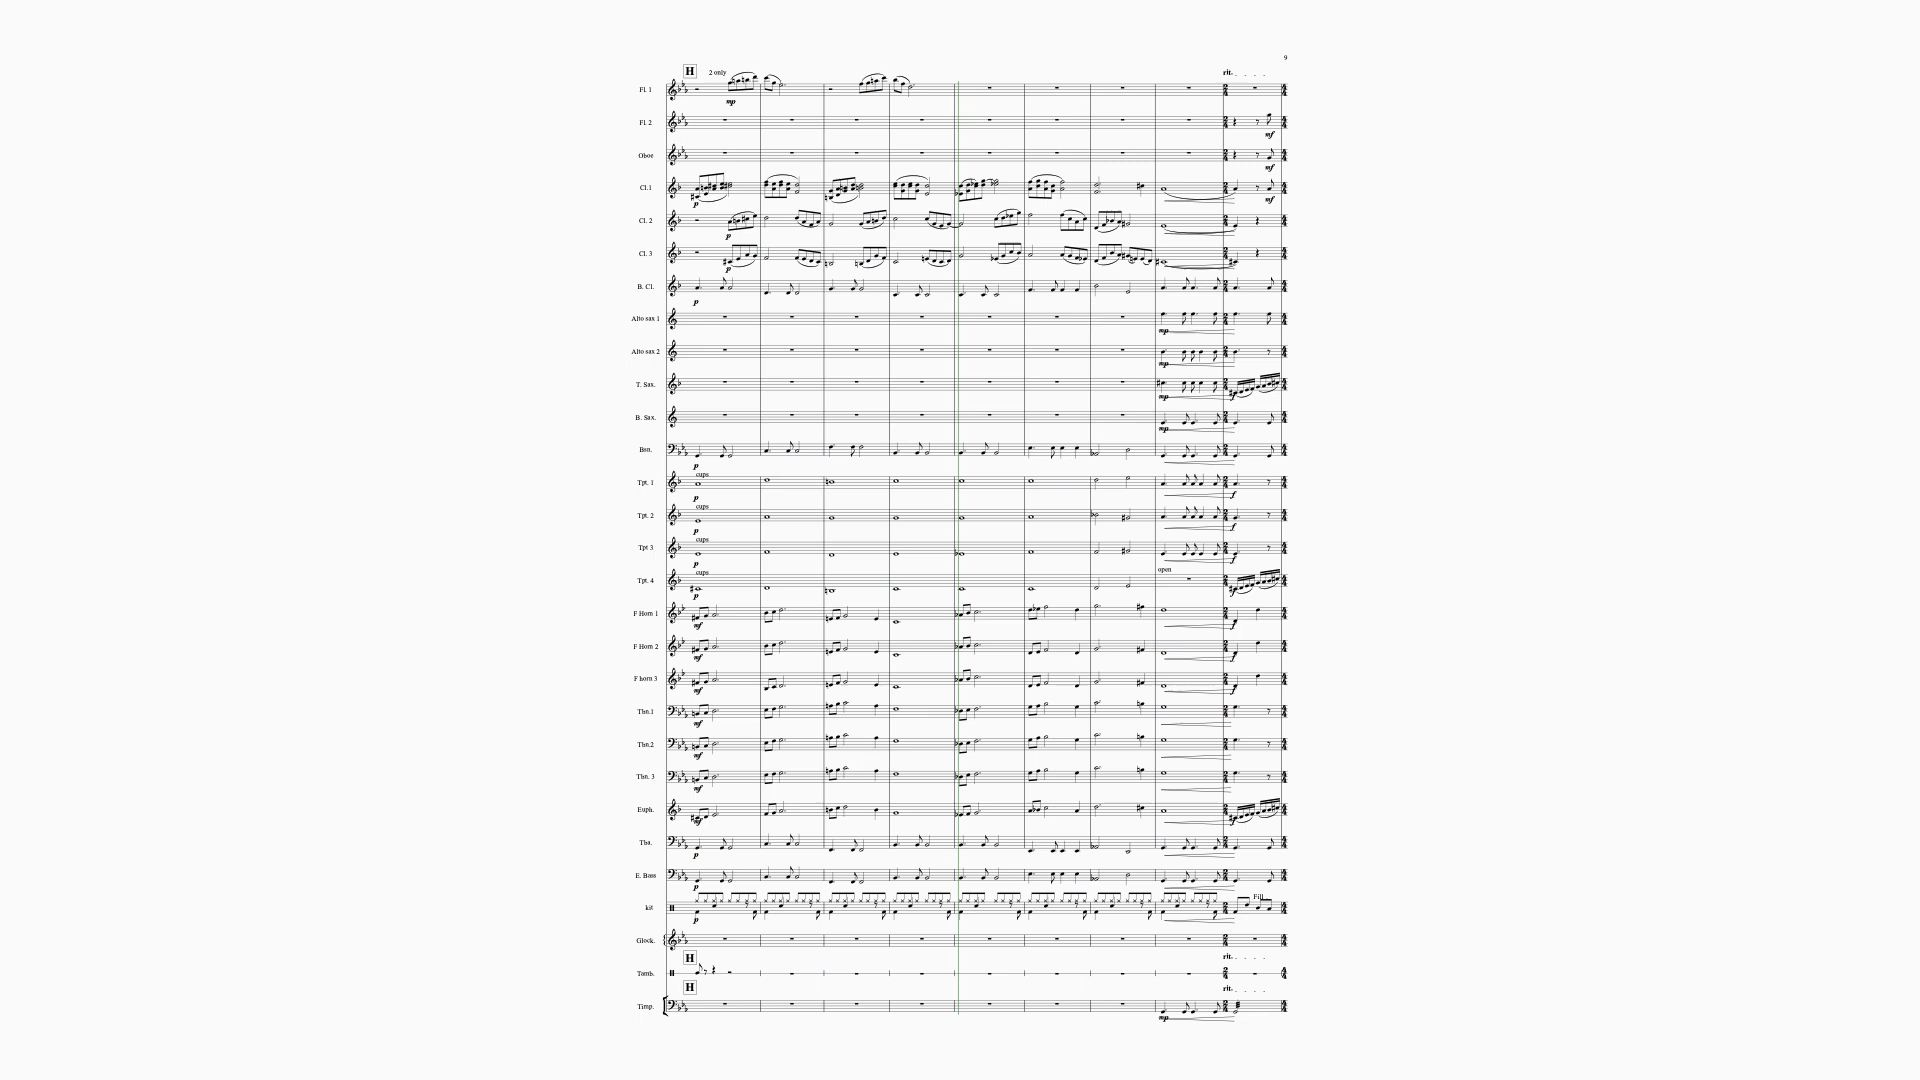 9
H
2 only
rit.
Fl. 1
mp
Fl. 2
mf
Oboe
mf
Cl.1
p
mf
Cl. 2
p
Cl. 3
p
B. Cl.
p
Alto sax 1
mp
Alto sax 2
mp
T. Sax.
mp
f
B. Sax.
mp
Bsn.
p
cups
Tpt. 1
p
f
cups
Tpt. 2
p
f
cups
Tpt 3
p
f
cups
open
Tpt. 4
p
f
F Horn 1
mf
f
F Horn 2
mf
f
F horn 3
mf
f
Tbn.1
mf
Tbn.2
mf
Tbn. 3
mf
Euph.
mf
f
Tba.
p
E. Bass
p
Fill
kit
p
Glock.
H
rit.
Tamb.
H
rit.
Timp.
mp